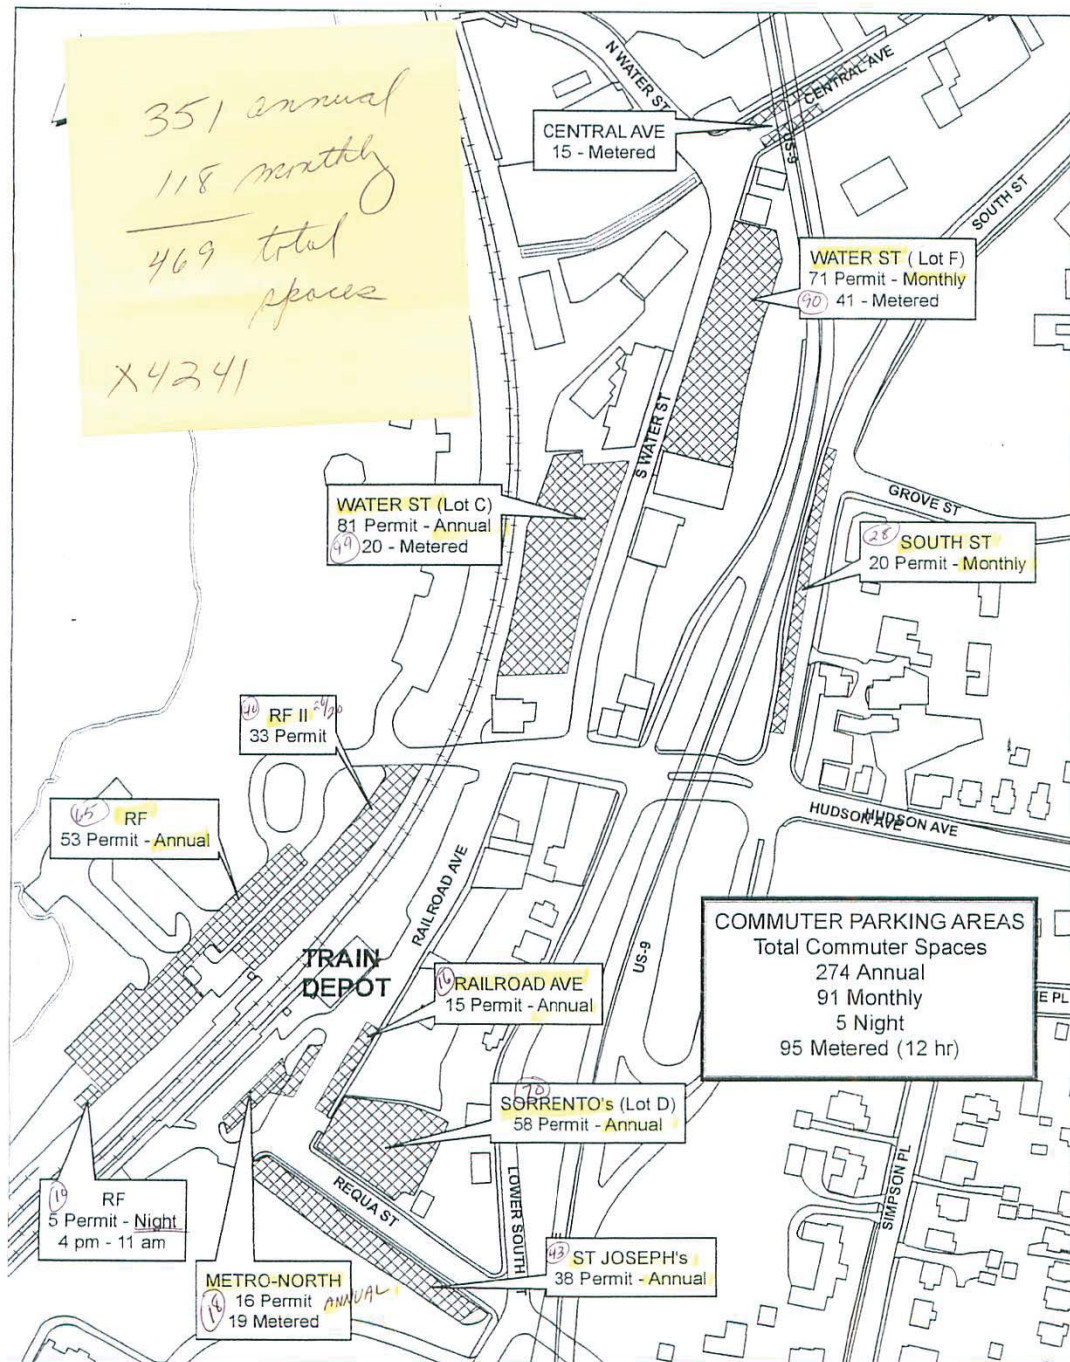 351 annual
118 monthly
469 total
spaces
X4241
N WATER ST
CENTRAL AVE
US-9
CENTRAL AVE
15 - Metered
SOUTH ST
WATER ST ( Lot F)
71 Permit - Monthly
90 41 - Metered
S WATER ST
WATER ST (Lot C)
81 Permit - Annual
99 20 - Metered
GROVE ST
28 SOUTH ST
20 Permit - Monthly
RF II
33 Permit
65 RF
53 Permit - Annual
HUDSON AVE
HUDSON AVE
RAILROAD AVE
US-9
TRAIN
DEPOT
COMMUTER PARKING AREAS
Total Commuter Spaces
274 Annual
91 Monthly
5 Night
95 Metered (12 hr)
E PL
16 RAILROAD AVE
15 Permit - Annual
70
SORRENTO's (Lot D)
58 Permit - Annual
SIMPSON PL
REQUA ST
LOWER SOUTH
10 RF
5 Permit - Night
4 pm - 11 am
43 ST JOSEPH's
38 Permit - Annual
METRO-NORTH
16 Permit ANNUAL
18 19 Metered